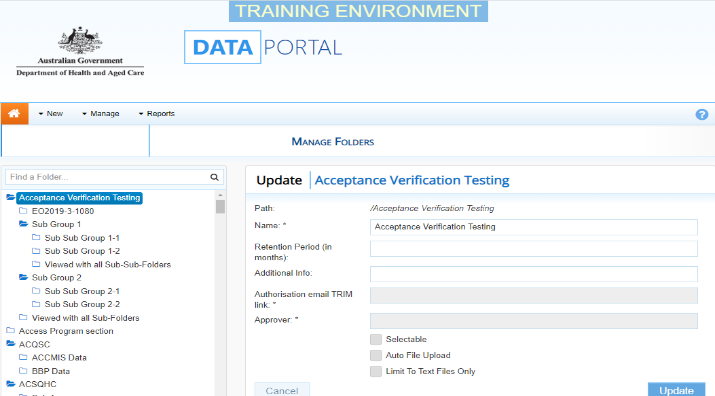 TRAINING ENVIRONMENT
Australian Government
Department of Health and Aged Care
DATA PORTAL
New Manage Reports
?
MANAGE FOLDERS
Find a Folder...
Acceptance Verification Testing
EO2019-3-1080
Sub Group 1
Sub Sub Group 1-1
Sub Sub Group 1-2
Viewed with all Sub-Sub-Folders
Sub Group 2
Sub Sub Group 2-1
Sub Sub Group 2-2
Viewed with all Sub-Folders
Access Program section
ACQSC
ACCMIS Data
BBP Data
ACSQHC
Update Acceptance Verification Testing
Path: /Acceptance Verification Testing
Name: * Acceptance Verification Testing
Retention Period (in
months):
Additional Info:
Authorisation email TRIM
link: *
Approver: *
Selectable
Auto File Upload
Limit To Text Files Only
Cancel Update